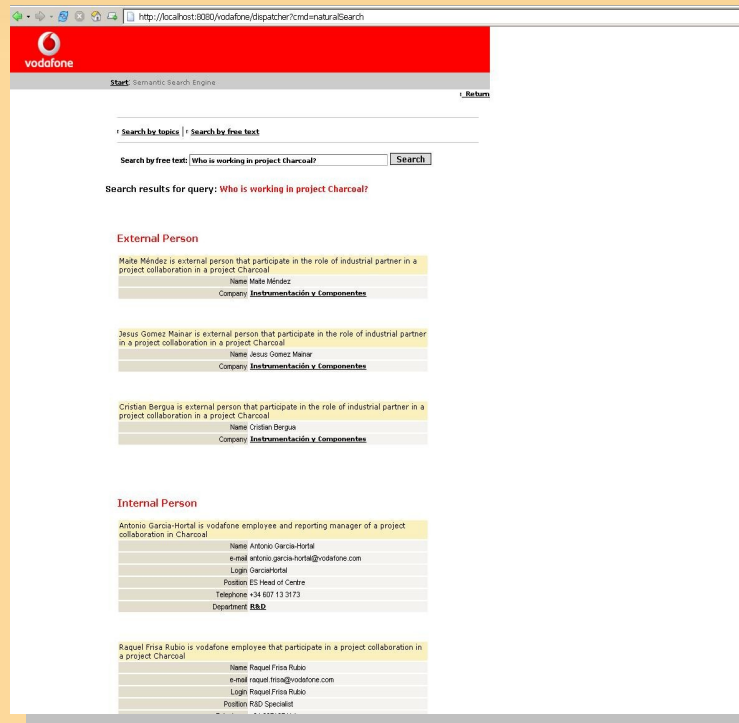 http://localhost:8080/vodafone/dispatcher?cmd=naturalSearch
vodafone
Start: Semantic Search Engine
Return
Search by topics | Search by free text
Search by free text: Who is working in project Charcoal? Search
Search results for query: Who is working in project Charcoal?
External Person
Maite Méndez is external person that participate in the role of industrial partner in a
project collaboration in a project Charcoal
Name Maite Méndez
Company Instrumentación y Componentes
Jesus Gomez Mainar is external person that participate in the role of industrial partner
in a project collaboration in a project Charcoal
Name Jesus Gomez Mainar
Company Instrumentación y Componentes
Cristian Bergua is external person that participate in the role of industrial partner in a
project collaboration in a project Charcoal
Name Cristian Bergua
Company Instrumentación y Componentes
Internal Person
Antonio Garcia-Hortal is vodafone employee and reporting manager of a project
collaboration in Charcoal
Name Antonio Garcia-Hortal
e-mail antonio.garcia-hortal@vodafone.com
Login GarciaHortal
Position ES Head of Centre
Telephone +34 607 13 3173
Department R&D
Raquel Frisa Rubio is vodafone employee that participate in a project collaboration in
a project Charcoal
Name Raquel Frisa Rubio
e-mail raquel.frisa@vodafone.com
Login Raquel.Frisa Rubio
Position R&D Specialist